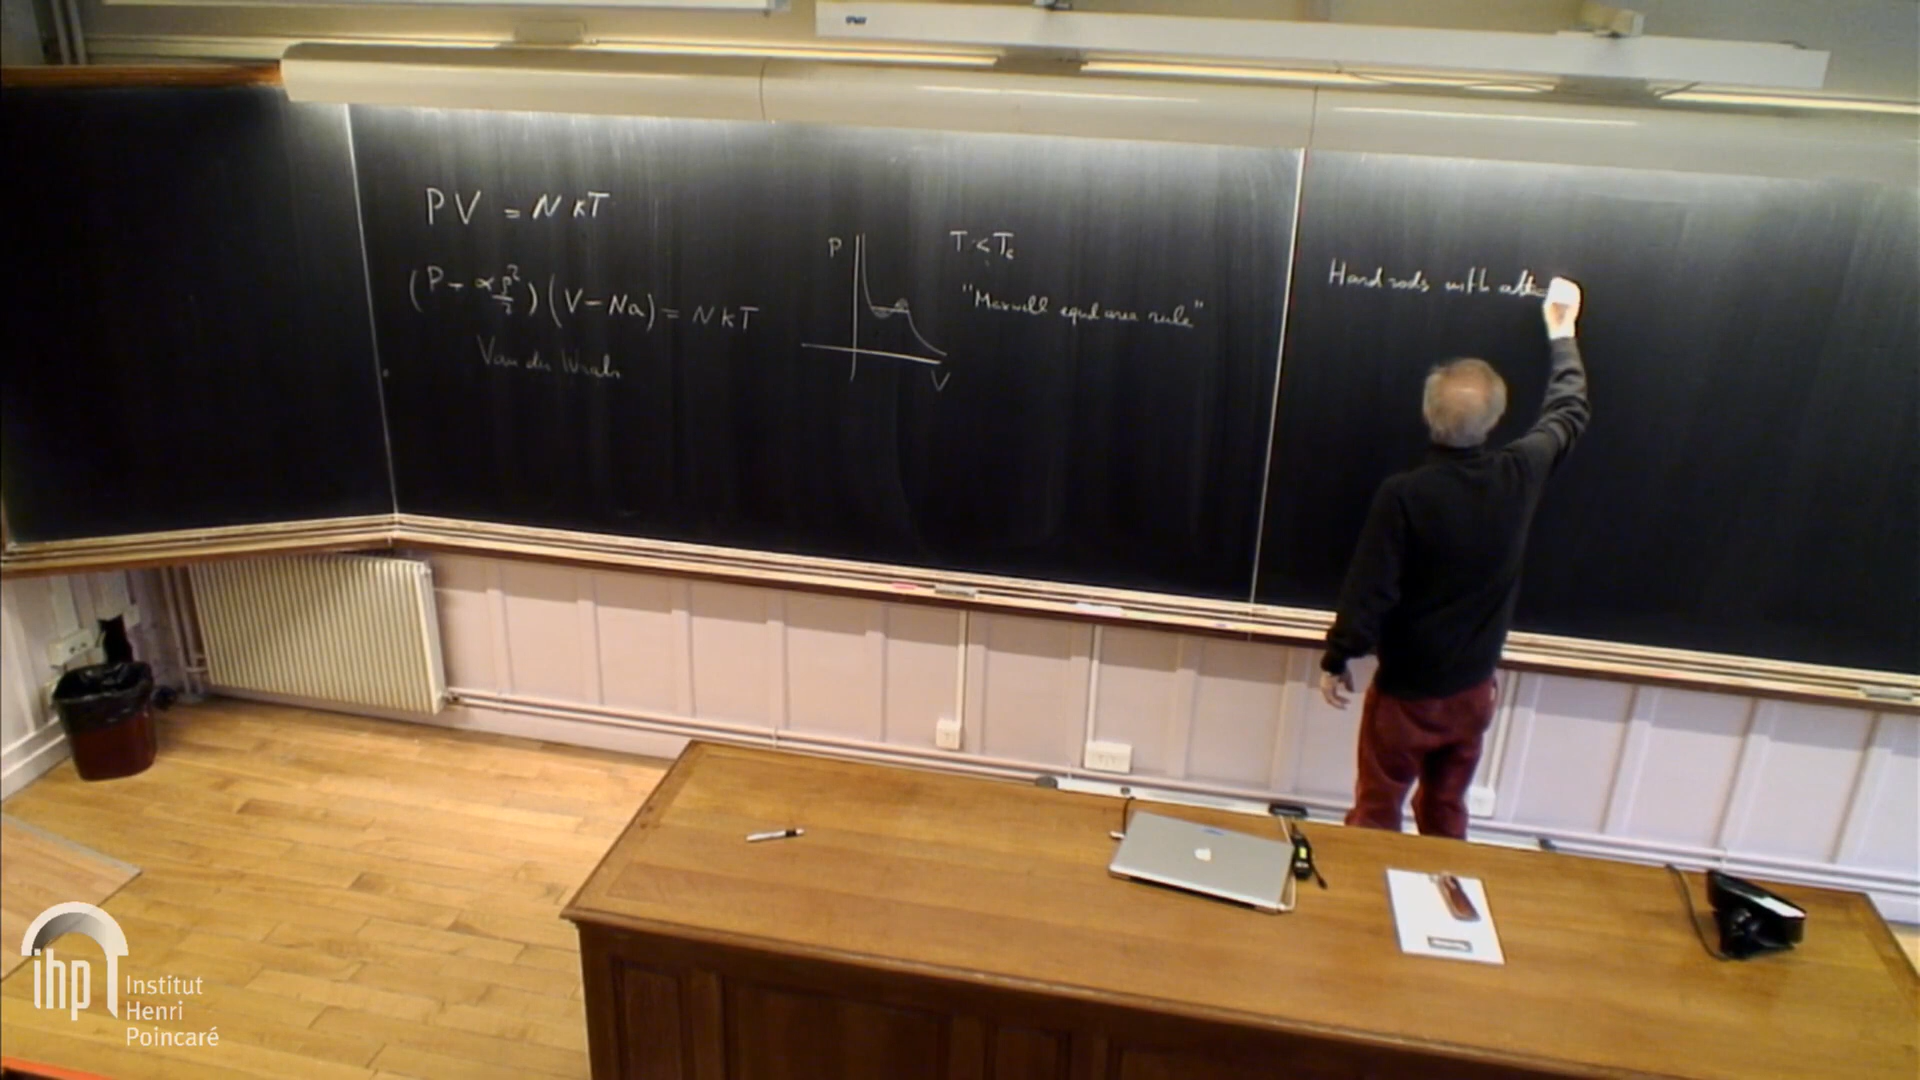 PV = NkT
(P + αρ²/2)(V - Na) = NkT
Van der Waals
P
V
T < Tc
"Maxwell equal area rule"
Hard rods with att
ihp Institut
Henri
Poincaré